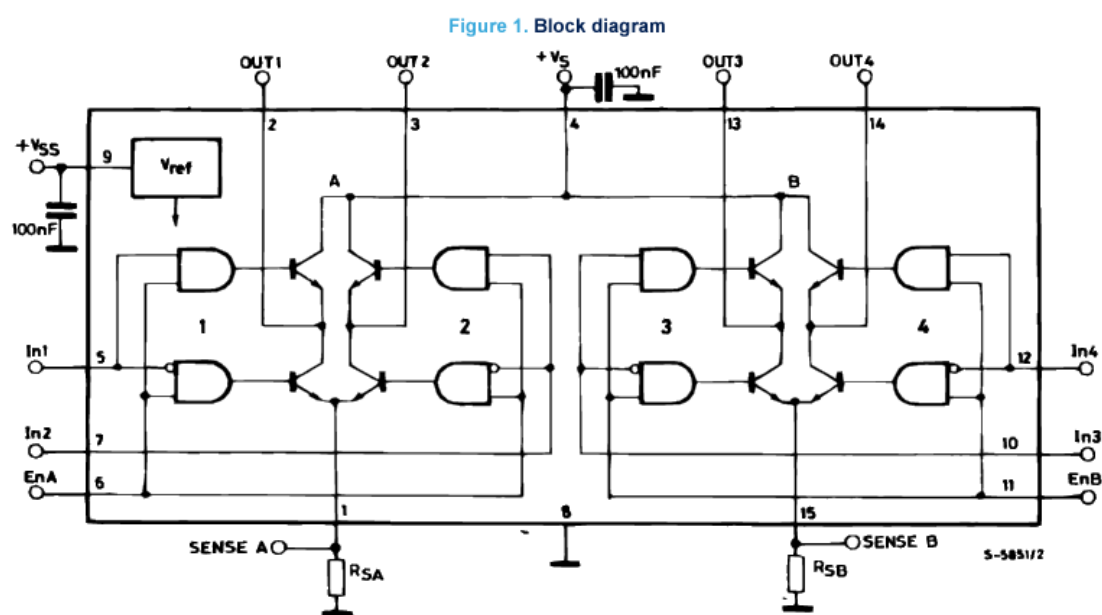 Figure 1. Block diagram
OUT1 OUT2 +VS 100nF OUT3 OUT4
2 3 4 13 14
+VSS 9 Vref
100nF
A B
1 2 3 4
In1 5 12 In4
In2 7 10 In3
EnA 6 11 EnB
1 8 15
SENSE A SENSE B S-5851/2
RSA RSB